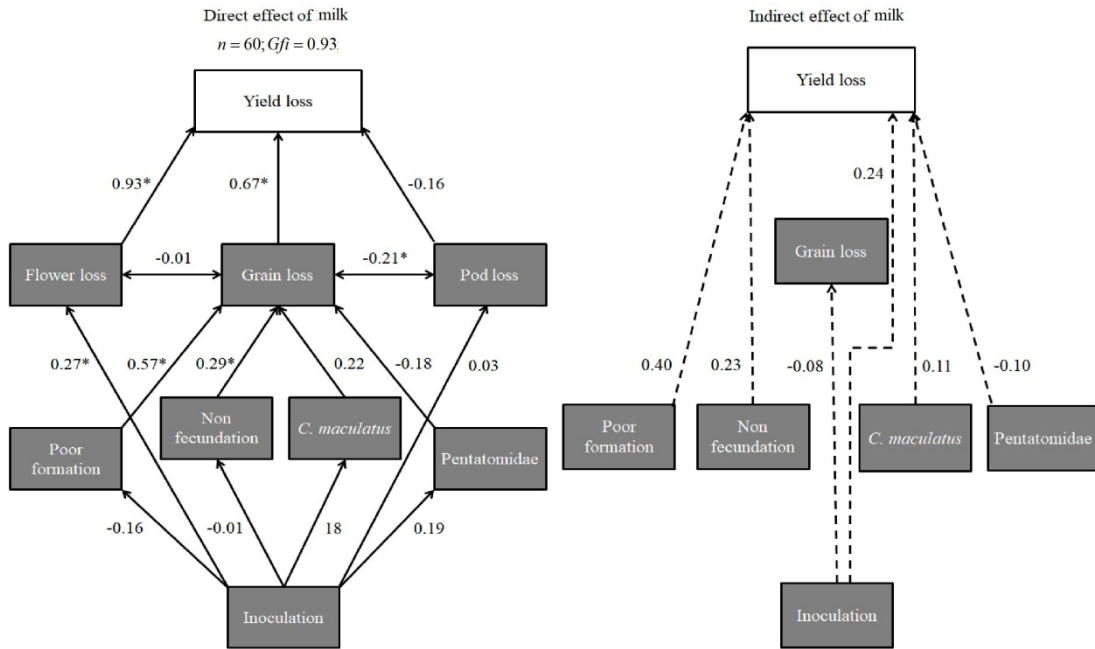 Direct effect of milk
n = 60; Gfi = 0.93;
Yield loss
0.93*
0.67*
-0.16
Flower loss
-0.01
Grain loss
-0.21*
Pod loss
0.27*
0.57*
0.29*
0.22
-0.18
0.03
Poor
formation
Non
fecundation
C. maculatus
Pentatomidae
-0.16
-0.01
18
0.19
Inoculation
Indirect effect of milk
Yield loss
0.24
Grain loss
0.40
0.23
-0.08
0.11
-0.10
Poor
formation
Non
fecundation
C. maculatus
Pentatomidae
Inoculation